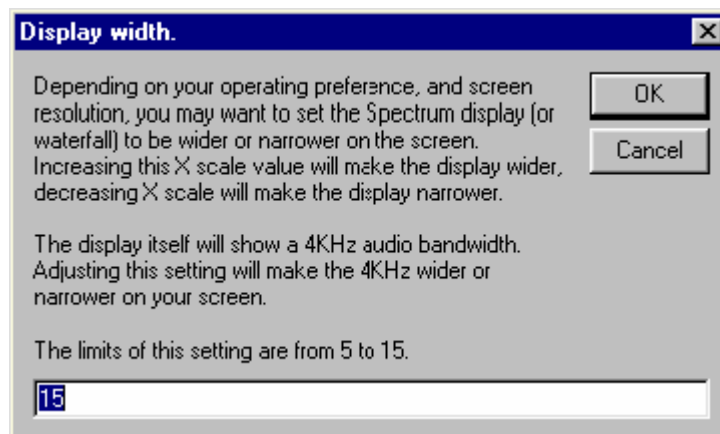 Display width.
Depending on your operating preference, and screen
resolution, you may want to set the Spectrum display (or
waterfall) to be wider or narrower on the screen.
Increasing this X scale value will make the display wider,
decreasing X scale will make the display narrower.
OK
Cancel
The display itself will show a 4KHz audio bandwidth.
Adjusting this setting will make the 4KHz wider or
narrower on your screen.
The limits of this setting are from 5 to 15.
15